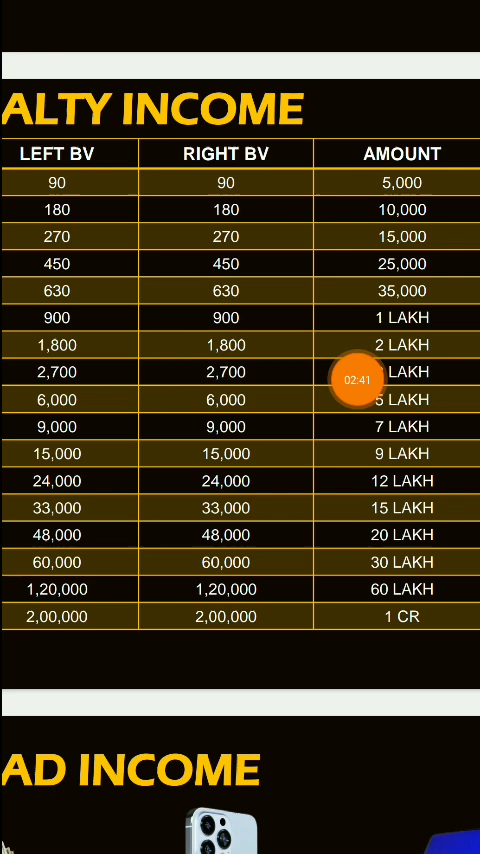 ALTY INCOME
LEFT BV RIGHT BV AMOUNT
90 90 5,000
180 180 10,000
270 270 15,000
450 450 25,000
630 630 35,000
900 900 1 LAKH
1,800 1,800 2 LAKH
2,700 2,700 LAKH
02:41
6,000 6,000 5 LAKH
9,000 9,000 7 LAKH
15,000 15,000 9 LAKH
24,000 24,000 12 LAKH
33,000 33,000 15 LAKH
48,000 48,000 20 LAKH
60,000 60,000 30 LAKH
1,20,000 1,20,000 60 LAKH
2,00,000 2,00,000 1 CR
AD INCOME